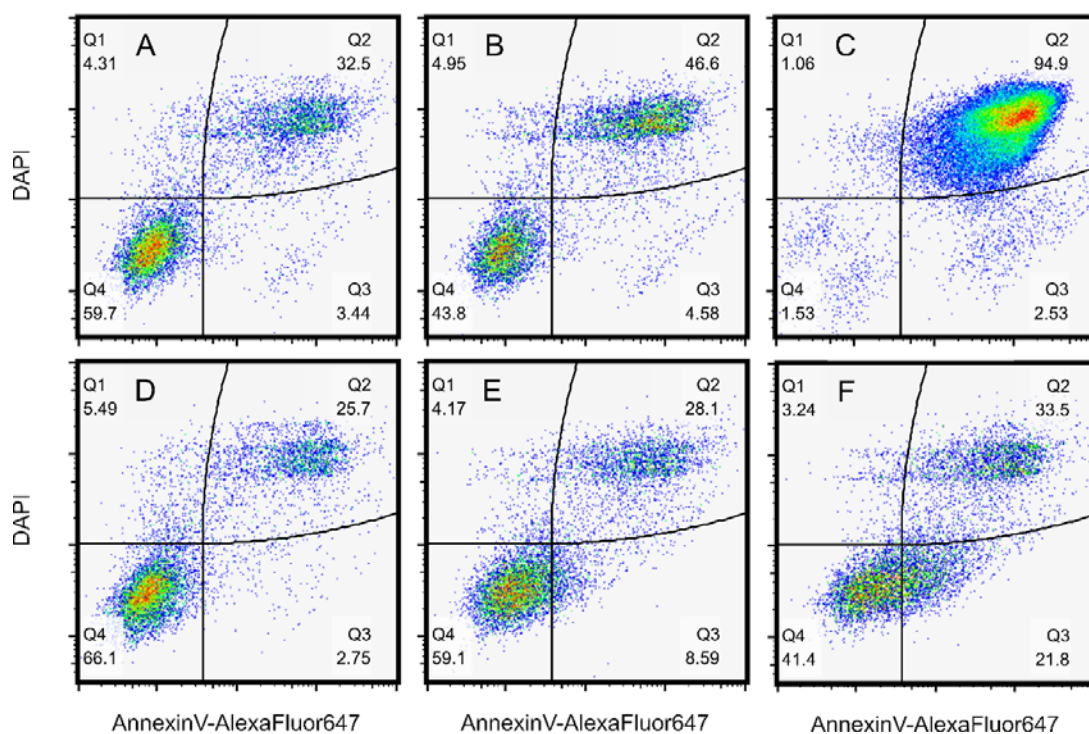 Q1 A Q2
4.31 32.5
Q4 Q3
59.7 3.44
Q1 B Q2
4.95 46.6
Q4 Q3
43.8 4.58
Q1 C Q2
1.06 94.9
Q4 Q3
1.53 2.53
DAPI
Q1 D Q2
5.49 25.7
Q4 Q3
66.1 2.75
Q1 E Q2
4.17 28.1
Q4 Q3
59.1 8.59
Q1 F Q2
3.24 33.5
Q4 Q3
41.4 21.8
DAPI
AnnexinV-AlexaFluor647
AnnexinV-AlexaFluor647
AnnexinV-AlexaFluor647